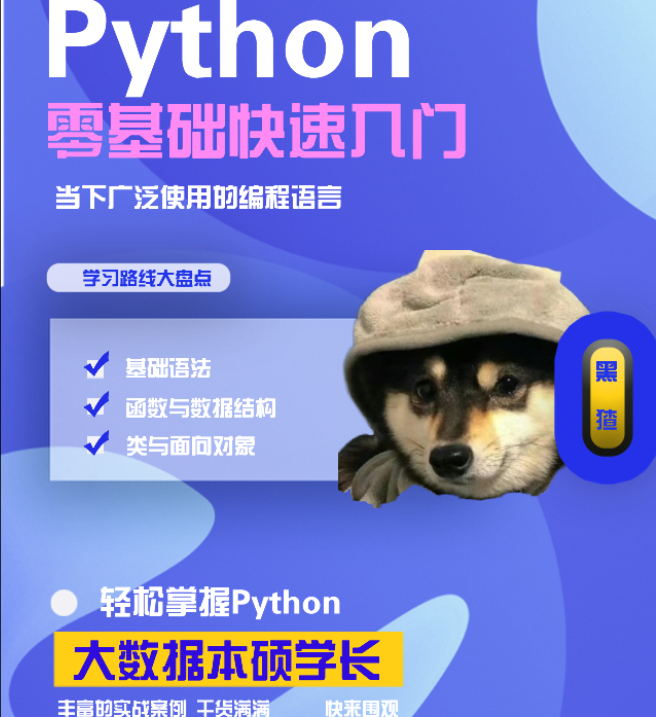 Python
零基础快速入门
当下广泛使用的编程语言
学习路线大盘点
基础语法
函数与数据结构
类与面向对象
黑
猹
轻松掌握Python
大数据本硕学长
丰富的实战案例 干货满满 快来围观